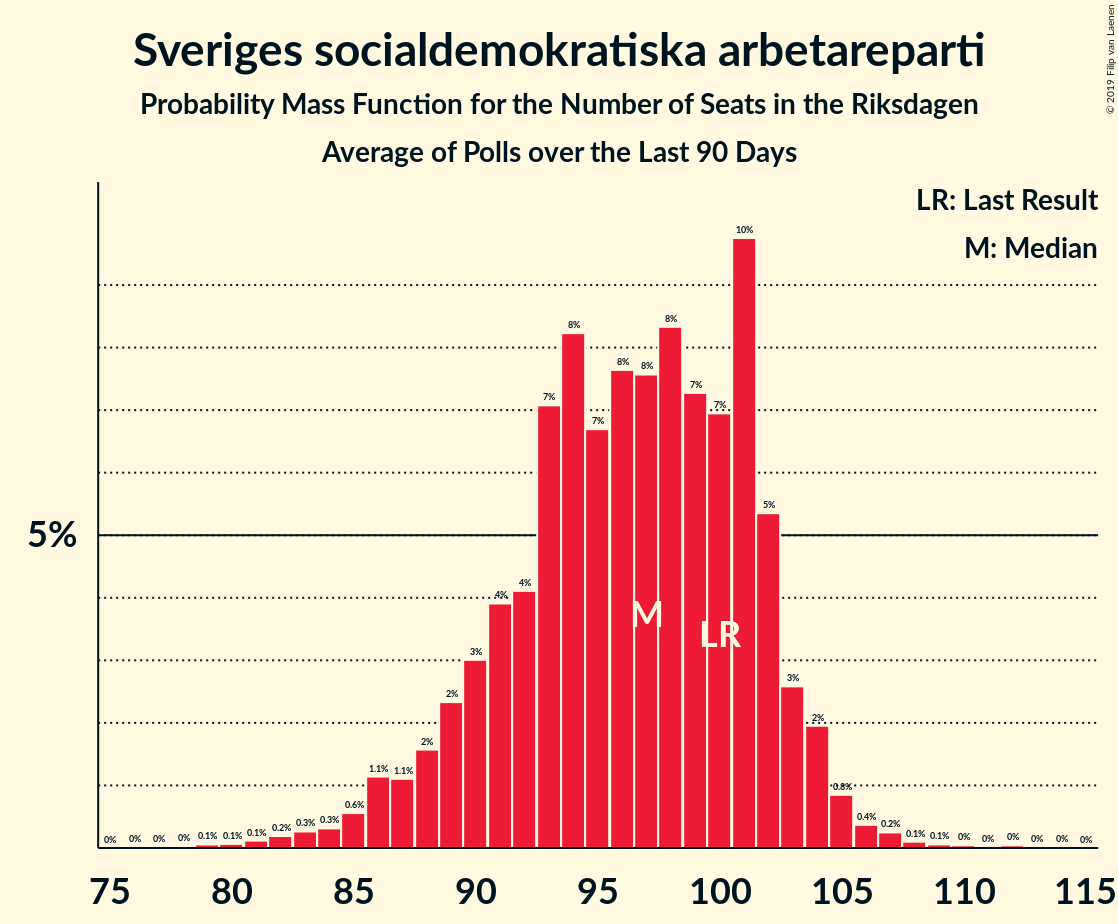 Sveriges socialdemokratiska arbetareparti
Probability Mass Function for the Number of Seats in the Riksdagen
Average of Polls over the Last 90 Days
© 2019 Filip van Laenen
LR: Last Result
M: Median
5%
0% 0% 0% 0% 0.1% 0.1% 0.1% 0.2% 0.3% 0.3% 0.6% 1.1% 1.1% 2% 2% 3% 4% 4% 7% 8% 7% 8% 8% 8% 7% 7% 10% 5% 3% 2% 0.8% 0.4% 0.2% 0.1% 0.1% 0% 0% 0% 0% 0% 0%
M
LR
75 80 85 90 95 100 105 110 115